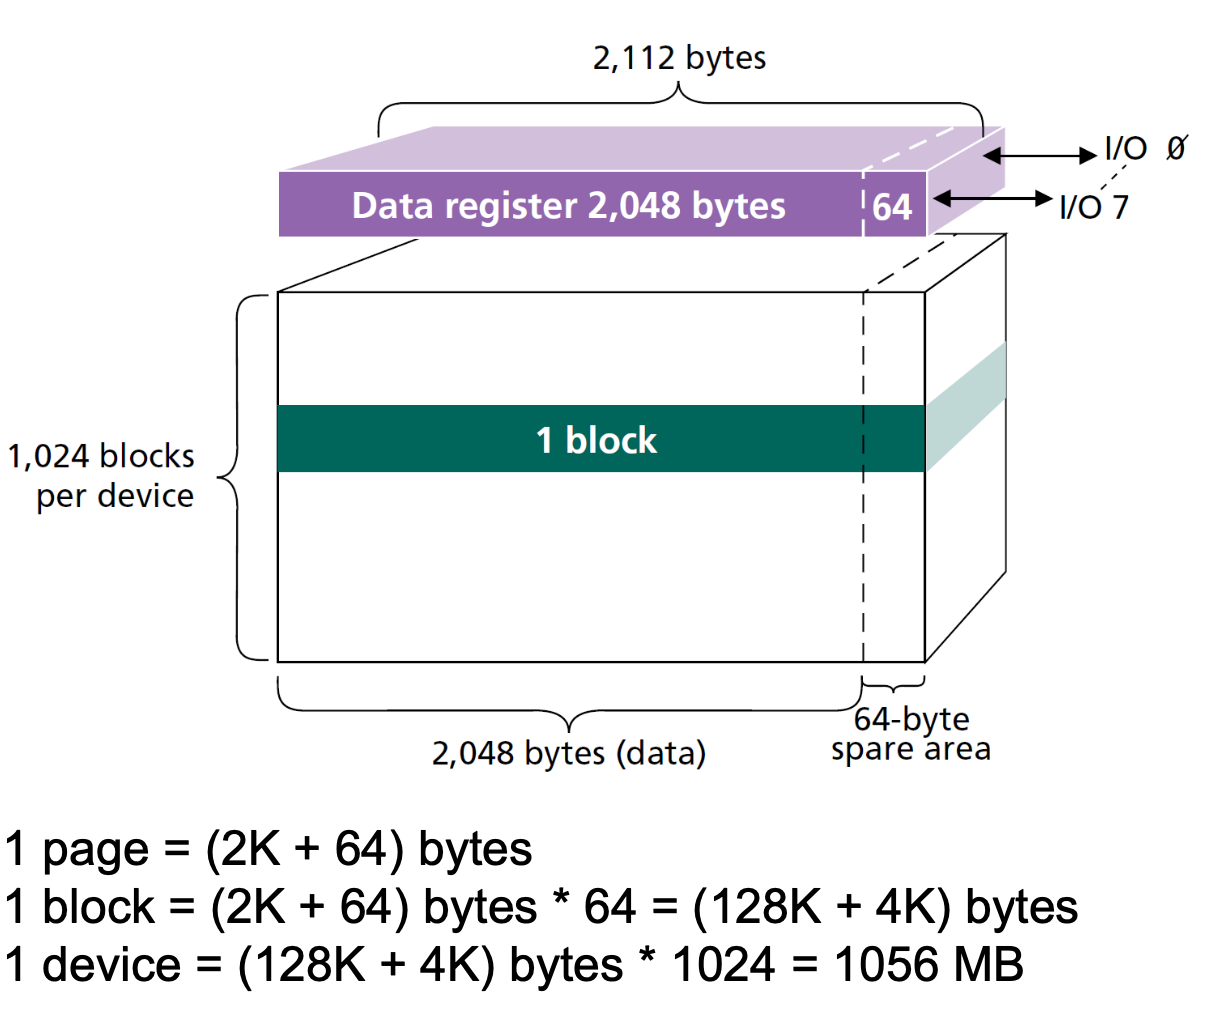 2,112 bytes
I/O 0
Data register 2,048 bytes 64
I/O 7
1 block
1,024 blocks
per device
64-byte
spare area
2,048 bytes (data)
1 page = (2K + 64) bytes
1 block = (2K + 64) bytes * 64 = (128K + 4K) bytes
1 device = (128K + 4K) bytes * 1024 = 1056 MB